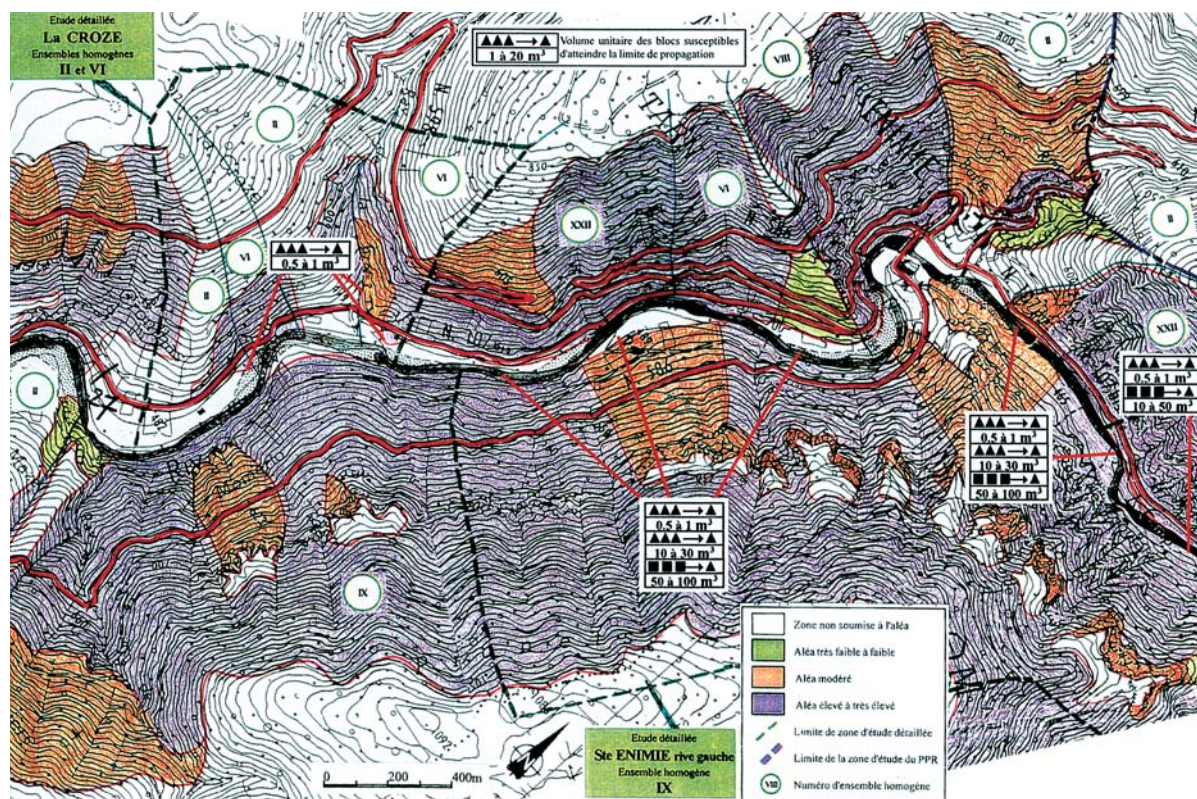 Etude détaillée
La CROZE
Ensembles homogènes
II et VI
1 à 20 m³
Volume unitaire des blocs susceptibles
d'atteindre la limite de propagation
VIII
II
800
II
VI
850
VI
XXII
II
VI
0.5 à 1 m³
II
II
XXII
0.5 à 1 m³
10 à 50 m³
0.5 à 1 m³
10 à 30 m³
50 à 100 m³
0.5 à 1 m³
10 à 30 m³
50 à 100 m³
IX
Zone non soumise à l'aléa
Aléa très faible à faible
Aléa modéré
Aléa élevé à très élevé
Limite de zone d'étude détaillée
Limite de la zone d'étude du PPR
VIII
Numéro d'ensemble homogène
Etude détaillée
Ste ENIMIE rive gauche
Ensemble homogène
IX
0
200
400m